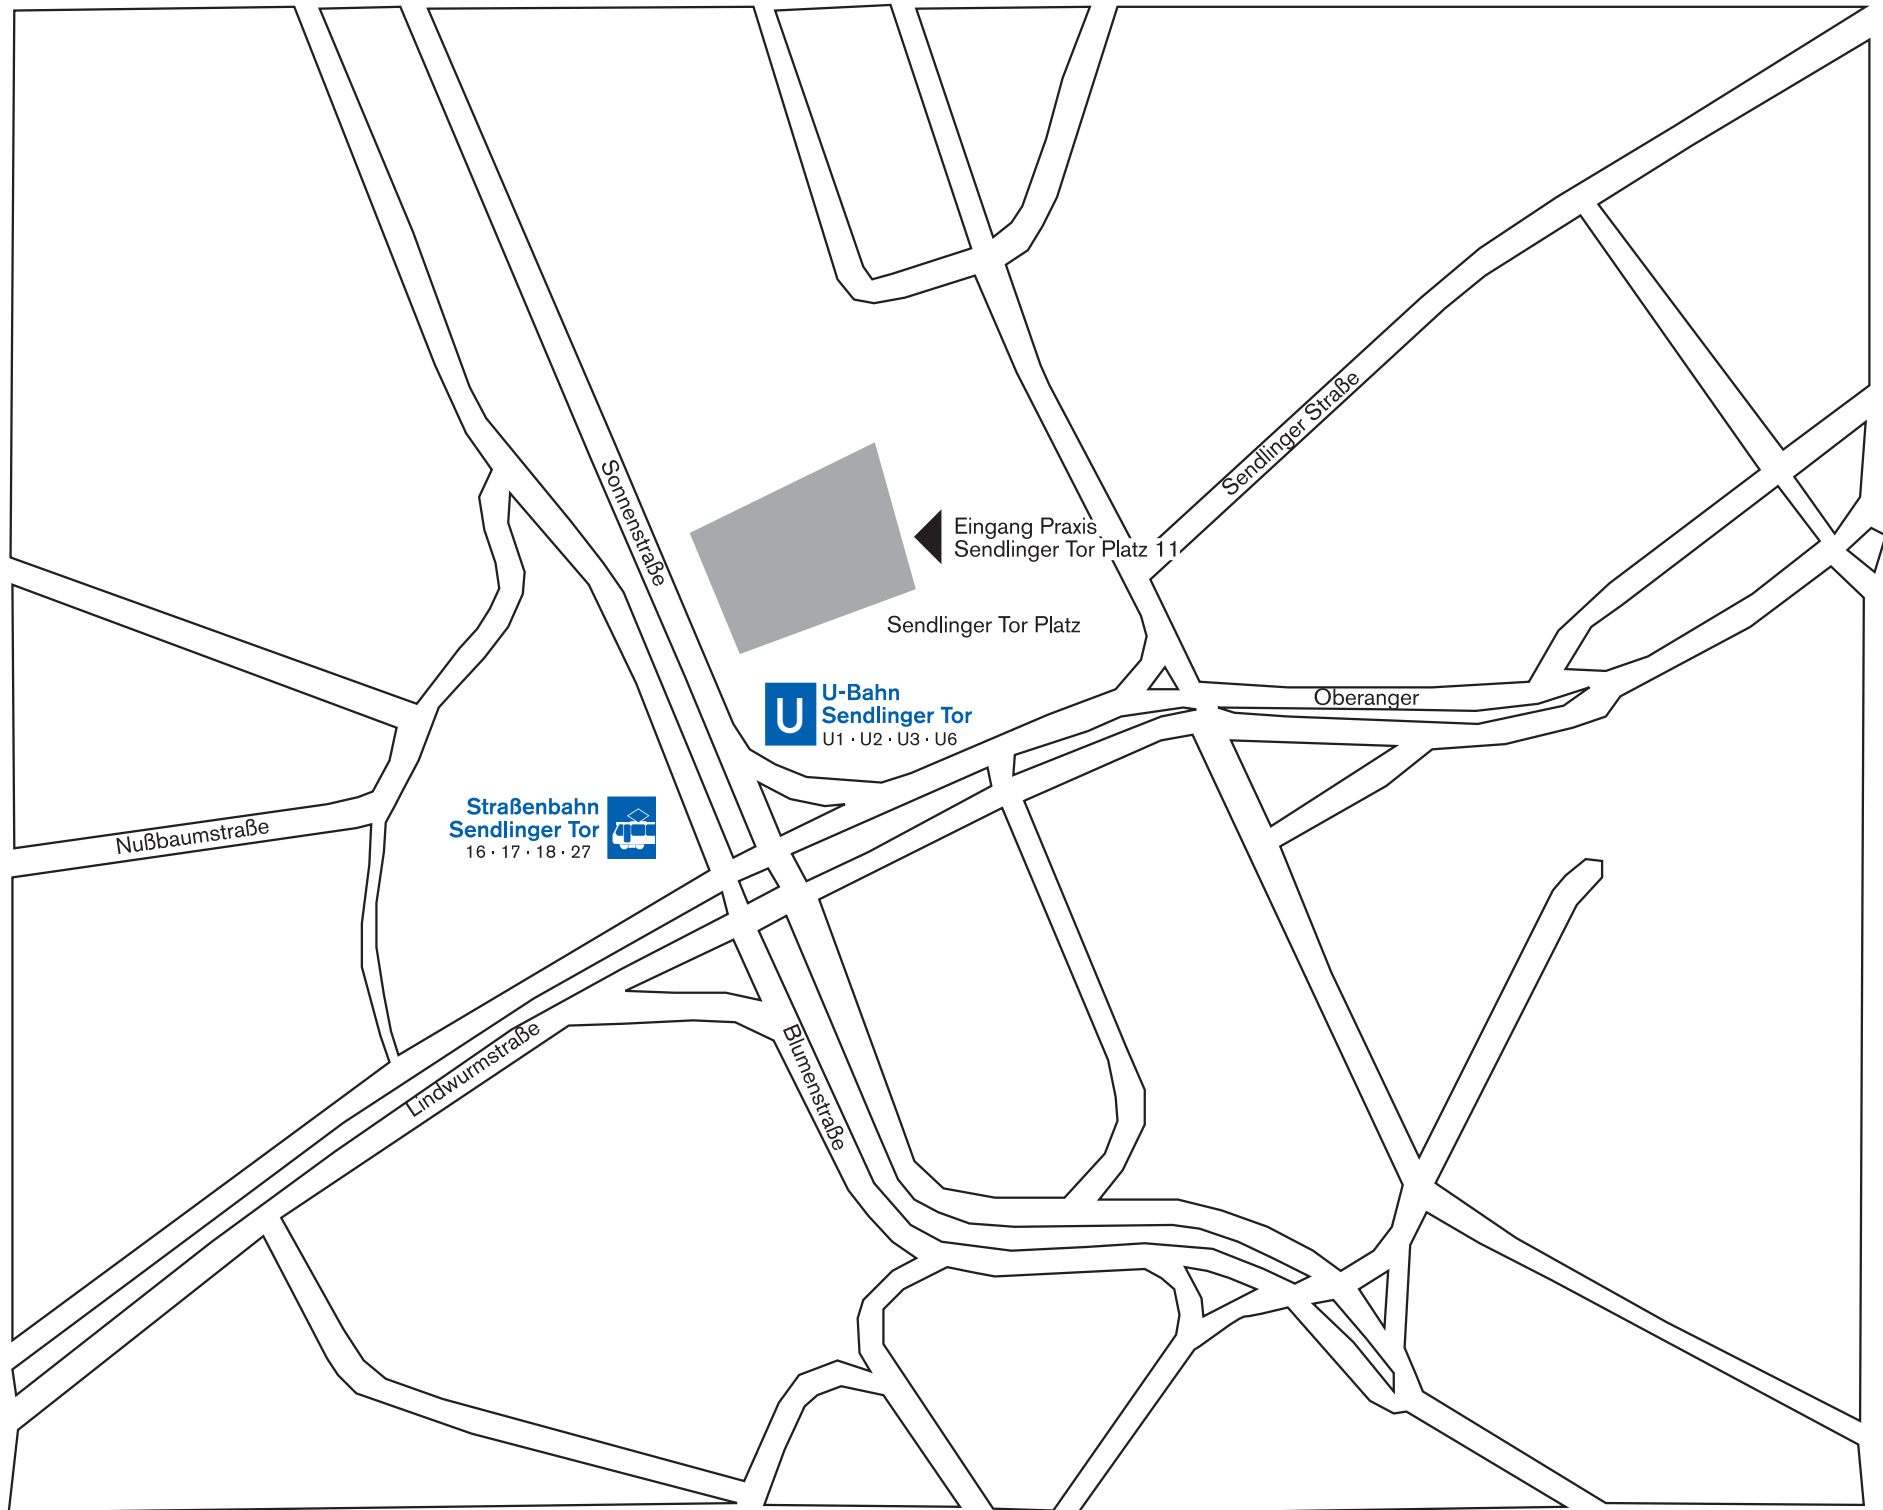 Sendlinger Straße
Sonnenstraße
Eingang Praxis
Sendlinger Tor Platz 11
Sendlinger Tor Platz
U
U-Bahn
Sendlinger Tor
U1 · U2 · U3 · U6
Oberanger
Straßenbahn
Sendlinger Tor
16 · 17 · 18 · 27
Nußbaumstraße
Lindwurmstraße
Blumenstraße